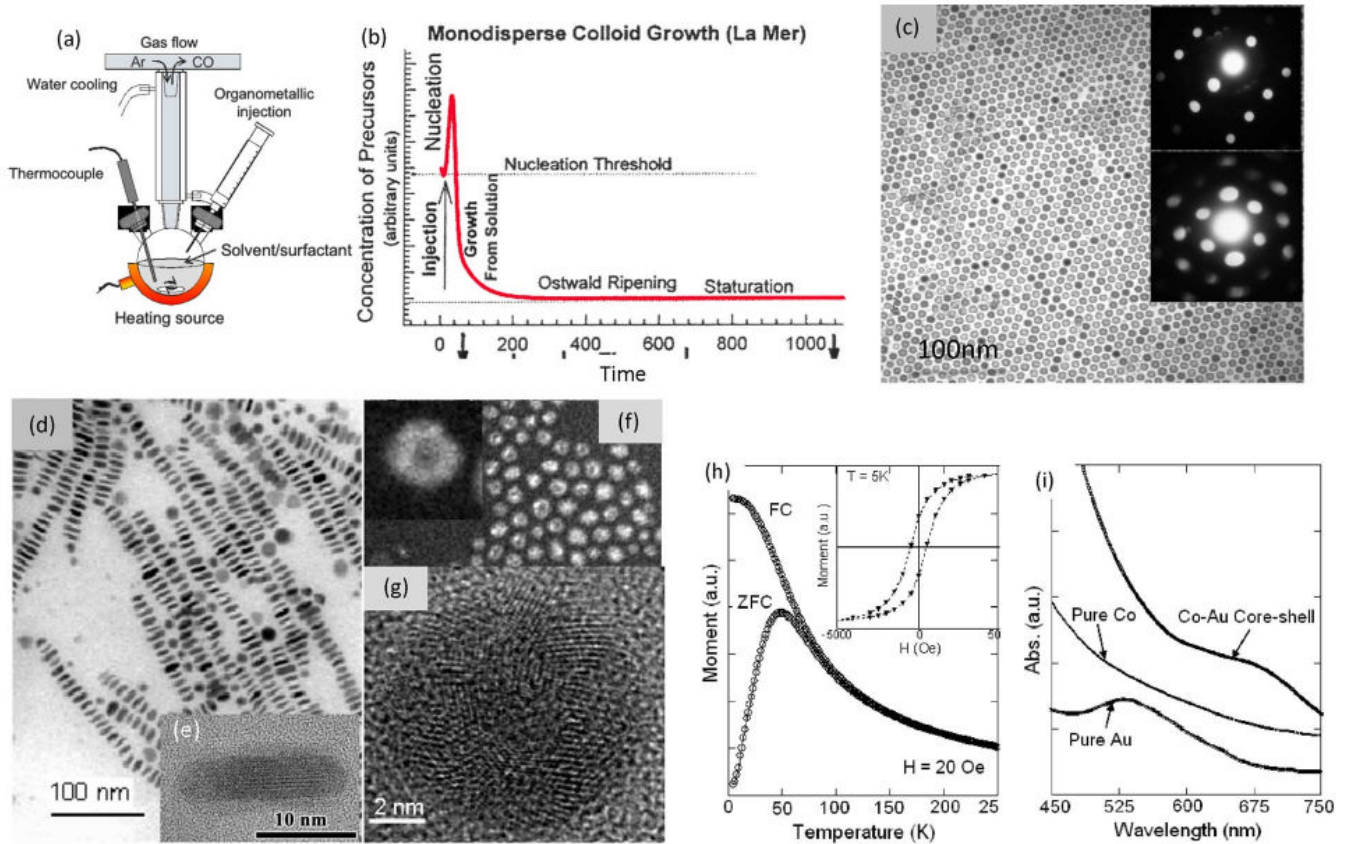 (a)
Gas flow
Ar
CO
Water cooling
Organometallic
injection
Thermocouple
Solvent/surfactant
Heating source
(b)
Monodisperse Colloid Growth (La Mer)
Concentration of Precursors
(arbitrary units)
Nucleation
Nucleation Threshold
Injection
Growth
From Solution
Ostwald Ripening
Staturation
0
200
400
600
800
1000
Time
(c)
100nm
(d)
100 nm
(e)
10 nm
(f)
(g)
2 nm
(h)
FC
ZFC
Moment (a.u.)
T = 5K
Moment (a.u.)
-5000
0
50
H (Oe)
H = 20 Oe
0
50
100
150
200
250
Temperature (K)
(i)
Abs. (a.u.)
Co-Au Core-shell
Pure Co
Pure Au
450
525
600
675
750
Wavelength (nm)